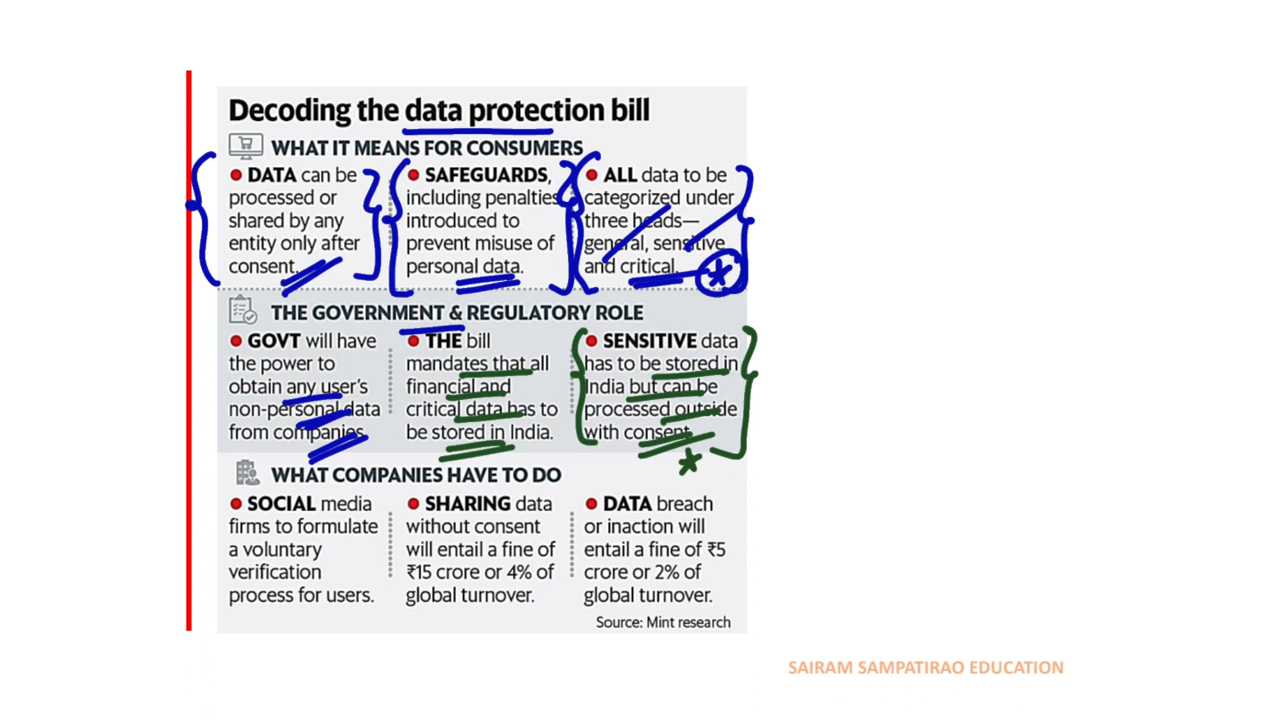 Decoding the data protection bill
WHAT IT MEANS FOR CONSUMERS
DATA can be
processed or
shared by any
entity only after
consent.
SAFEGUARDS,
including penalties
introduced to
prevent misuse of
personal data.
ALL data to be
categorized under
three heads—
general, sensitive
and critical.
THE GOVERNMENT & REGULATORY ROLE
GOVT will have
the power to
obtain any user's
non-personal data
from companies.
THE bill
mandates that all
financial and
critical data has to
be stored in India.
SENSITIVE data
has to be stored in
India but can be
processed outside
with consent.
WHAT COMPANIES HAVE TO DO
SOCIAL media
firms to formulate
a voluntary
verification
process for users.
SHARING data
without consent
will entail a fine of
₹15 crore or 4% of
global turnover.
DATA breach
or inaction will
entail a fine of ₹5
crore or 2% of
global turnover.
Source: Mint research
SAIRAM SAMPATIRAO EDUCATION